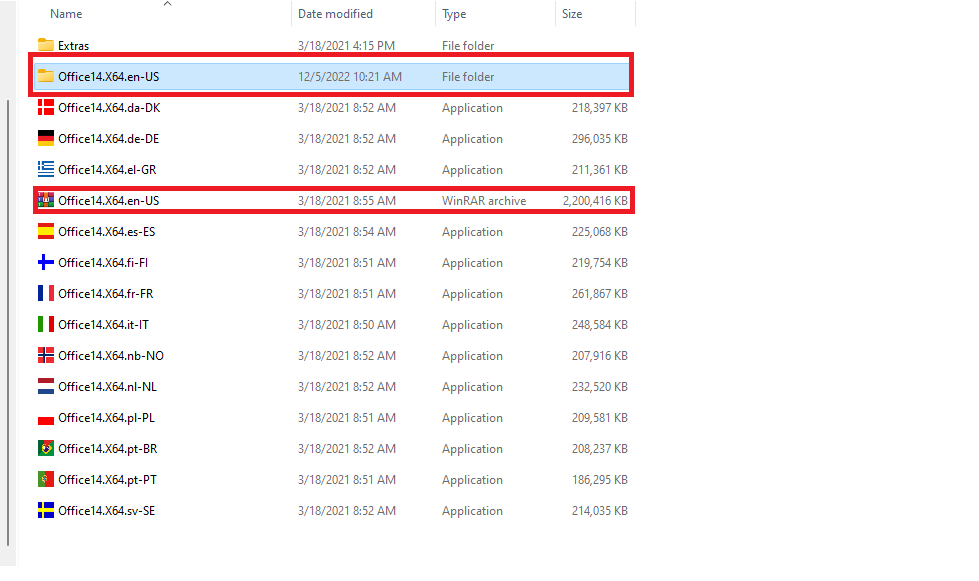 Name Date modified Type Size
Extras 3/18/2021 4:15 PM File folder
Office14.X64.en-US 12/5/2022 10:21 AM File folder
Office14.X64.da-DK 3/18/2021 8:52 AM Application 218,397 KB
Office14.X64.de-DE 3/18/2021 8:52 AM Application 296,035 KB
Office14.X64.el-GR 3/18/2021 8:52 AM Application 211,361 KB
Office14.X64.en-US 3/18/2021 8:55 AM WinRAR archive 2,200,416 KB
Office14.X64.es-ES 3/18/2021 8:54 AM Application 225,068 KB
Office14.X64.fi-FI 3/18/2021 8:51 AM Application 219,754 KB
Office14.X64.fr-FR 3/18/2021 8:51 AM Application 261,867 KB
Office14.X64.it-IT 3/18/2021 8:50 AM Application 248,584 KB
Office14.X64.nb-NO 3/18/2021 8:52 AM Application 207,916 KB
Office14.X64.nl-NL 3/18/2021 8:52 AM Application 232,520 KB
Office14.X64.pl-PL 3/18/2021 8:51 AM Application 209,581 KB
Office14.X64.pt-BR 3/18/2021 8:52 AM Application 208,237 KB
Office14.X64.pt-PT 3/18/2021 8:51 AM Application 186,295 KB
Office14.X64.sv-SE 3/18/2021 8:52 AM Application 214,035 KB